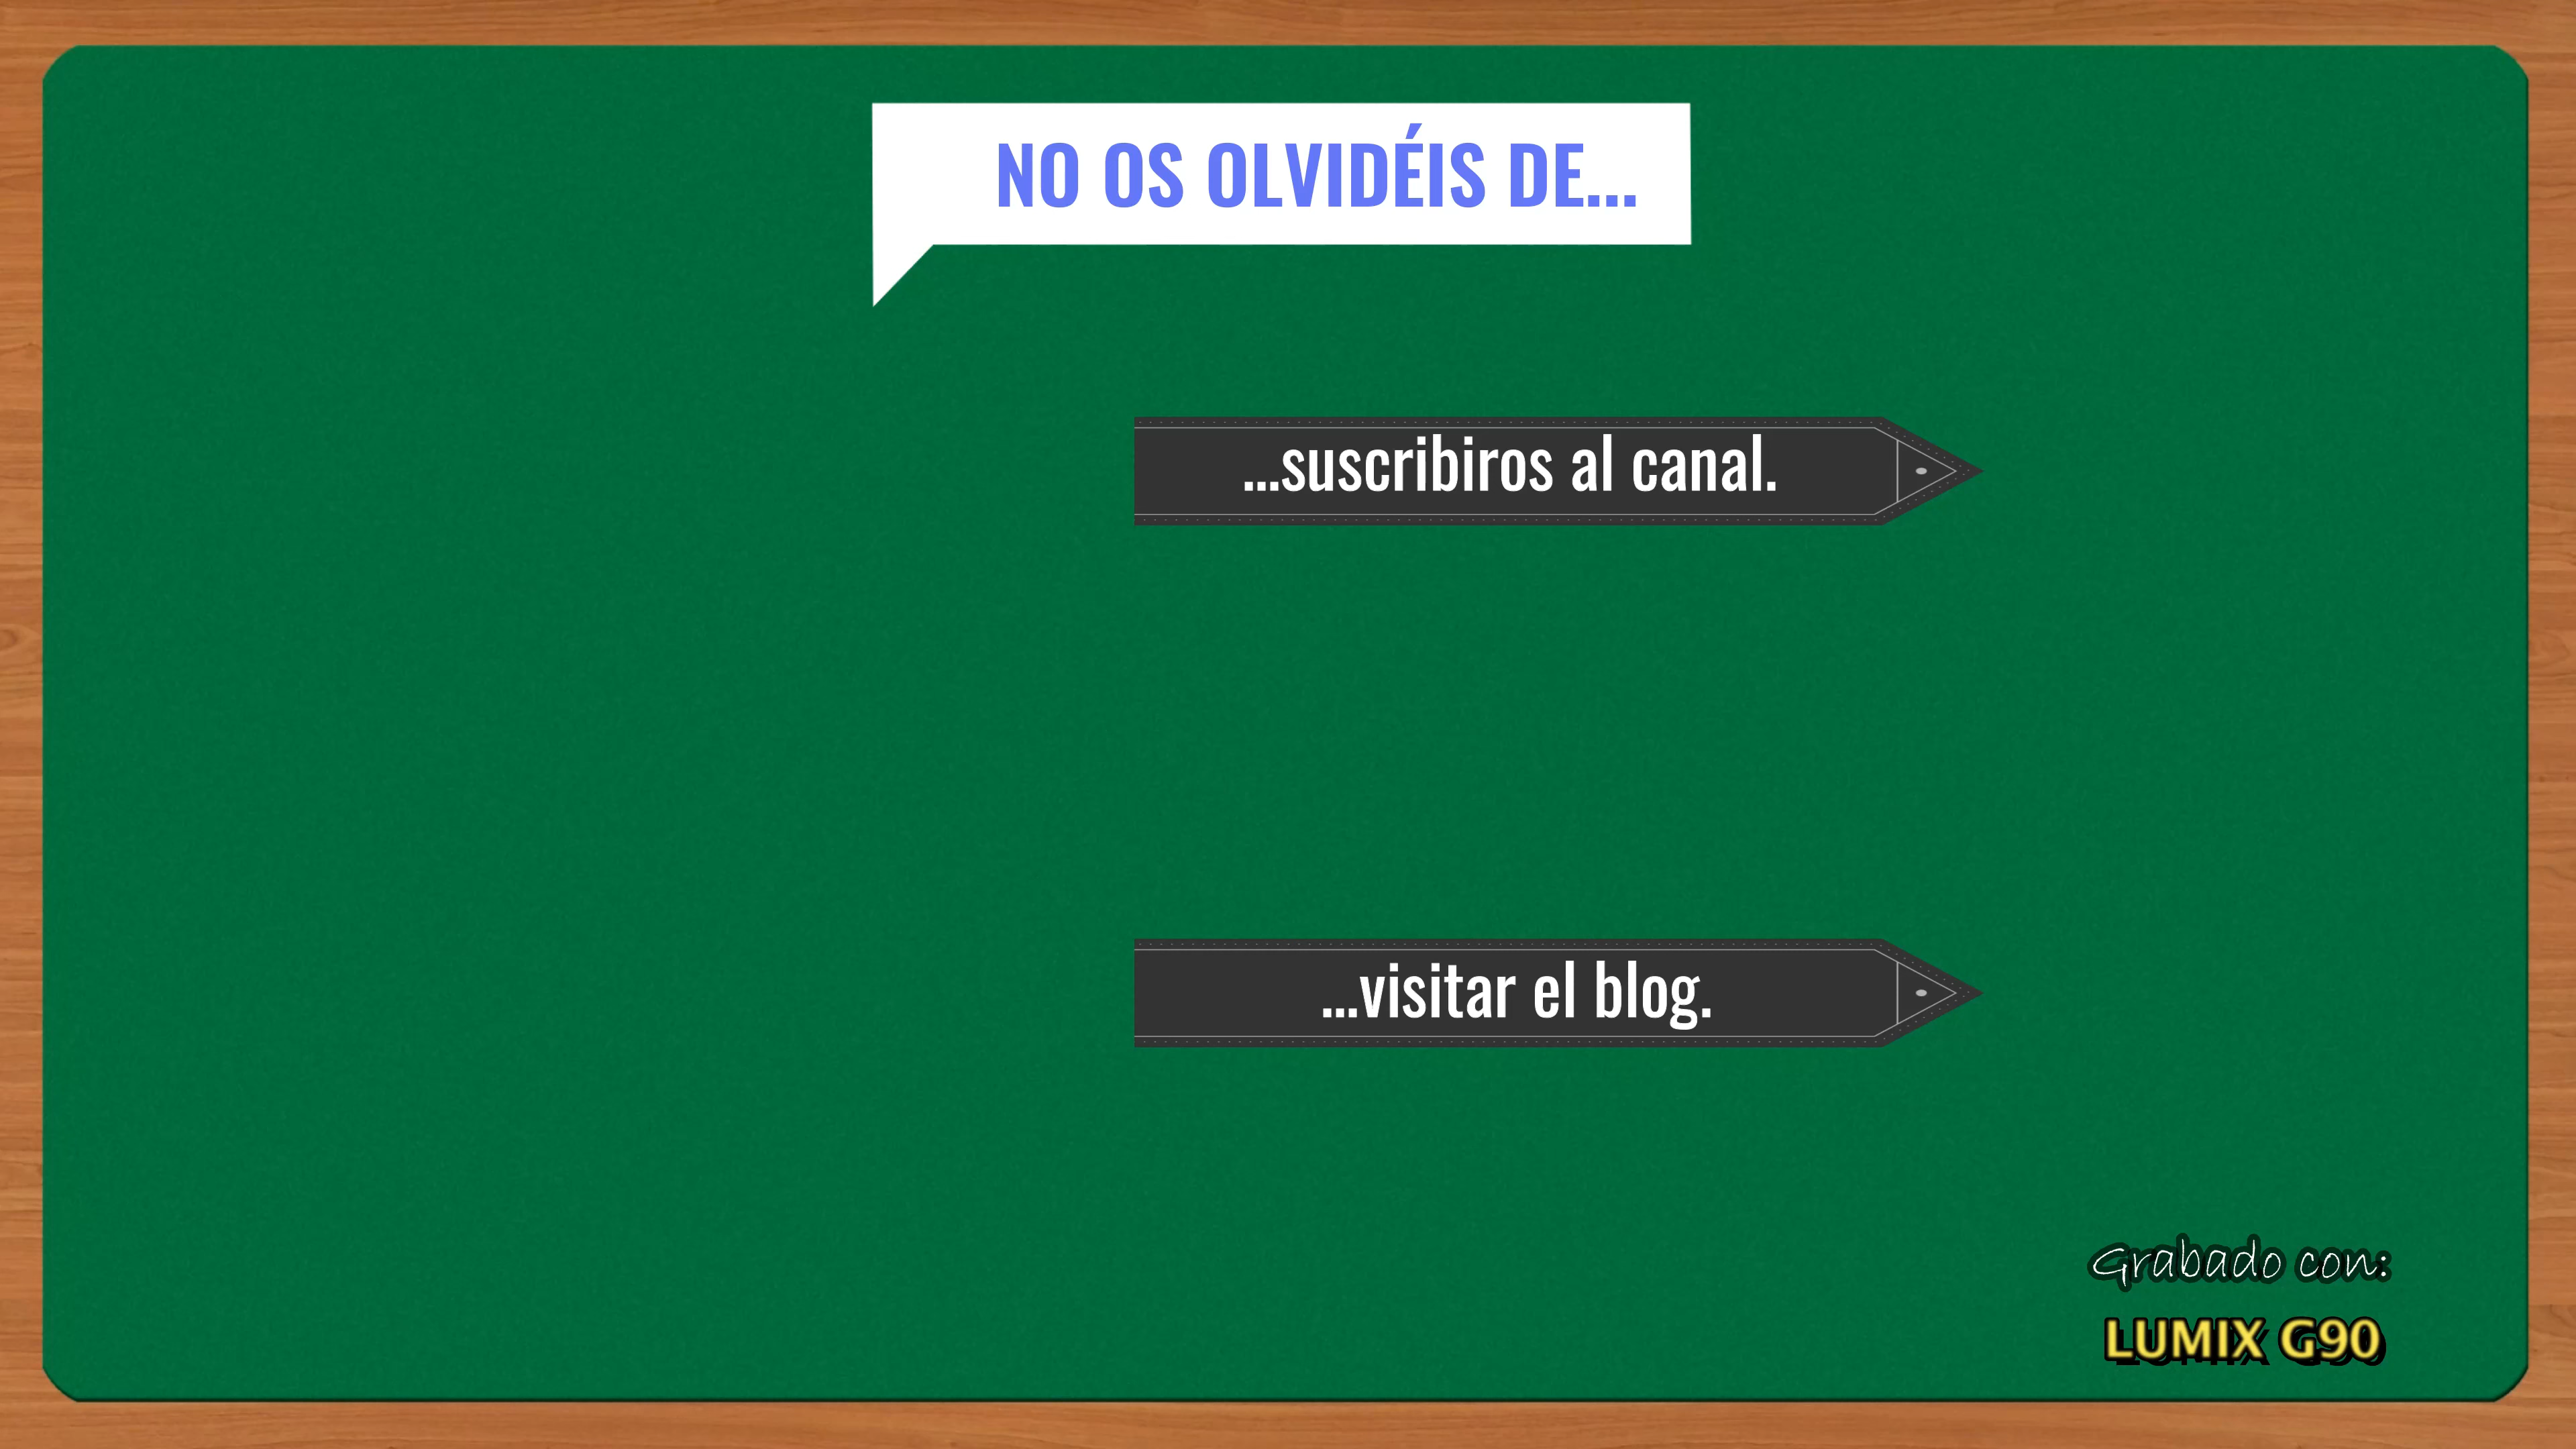 NO OS OLVIDÉIS DE...
...suscribiros al canal.
...visitar el blog.
Grabado con:
LUMIX G90